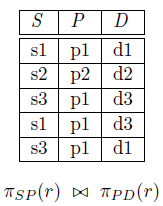 S P D
s1 p1 d1
s2 p2 d2
s3 p1 d3
s1 p1 d3
s3 p1 d1
π_SP(r) ⋈ π_PD(r)